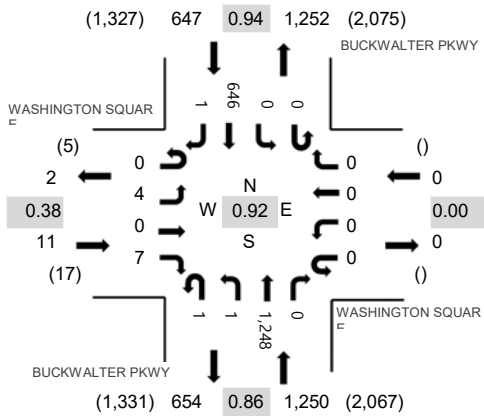 (1,327) 647 0.94 1,252 (2,075)
BUCKWALTER PKWY
1 646 0 0
WASHINGTON SQUAR
E
(5)
2
0.38
11
(17)
0
4
0
7
N
W 0.92 E
S
0
0
0
0
()
0
0.00
0
()
1 1 1,248 0
WASHINGTON SQUAR
E
BUCKWALTER PKWY
(1,331) 654 0.86 1,250 (2,067)